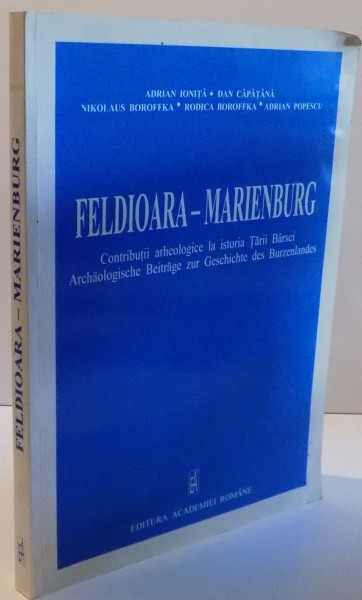 ADRIAN IONIȚĂ • DAN CĂPĂȚÂNĂ
NIKOLAUS BOROFFKA • RODICA BOROFFKA • ADRIAN POPESCU
FELDIOARA – MARIENBURG
Contribuții arheologice la istoria Țării Bârsei
Archäologische Beiträge zur Geschichte des Burzenlandes
EDITURA ACADEMIEI ROMÂNE
FELDIOARA – MARIENBURG